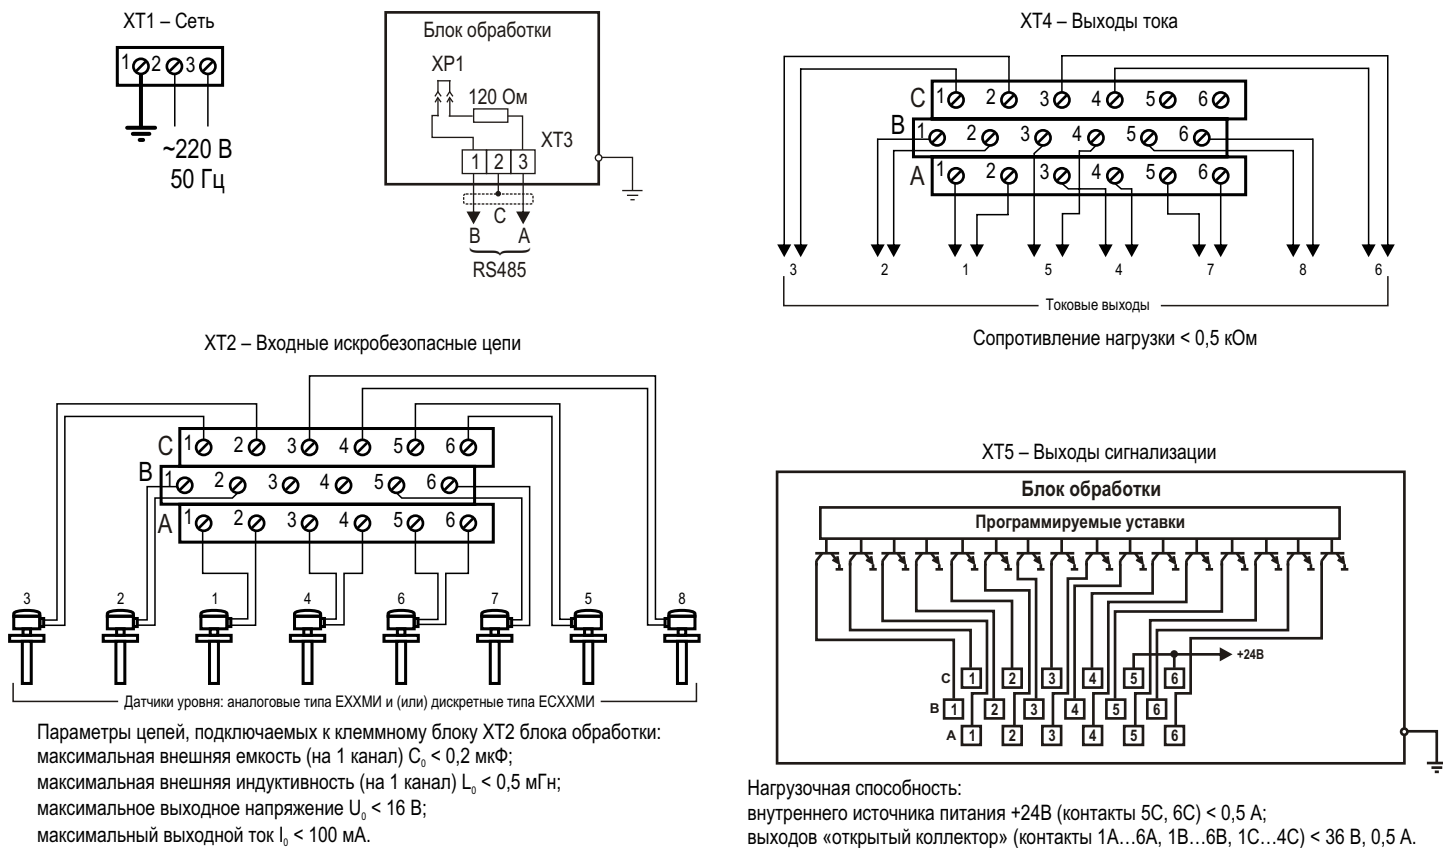 ХТ1 – Сеть
1 2 3
~220 В
50 Гц
Блок обработки
ХР1
120 Ом
ХТ3
1 2 3
С
В А
RS485
ХТ4 – Выходы тока
С 1 2 3 4 5 6
В 1 2 3 4 5 6
А 1 2 3 4 5 6
3 2 1 5 4 7 8 6
Токовые выходы
Сопротивление нагрузки < 0,5 кОм
ХТ2 – Входные искробезопасные цепи
С 1 2 3 4 5 6
В 1 2 3 4 5 6
А 1 2 3 4 5 6
3 2 1 4 6 7 5 8
Датчики уровня: аналоговые типа ЕХХМИ и (или) дискретные типа ЕСХХМИ
Параметры цепей, подключаемых к клеммному блоку ХТ2 блока обработки:
максимальная внешняя емкость (на 1 канал) C₀ < 0,2 мкФ;
максимальная внешняя индуктивность (на 1 канал) L₀ < 0,5 мГн;
максимальное выходное напряжение U₀ < 16 В;
максимальный выходной ток I₀ < 100 мА.
ХТ5 – Выходы сигнализации
Блок обработки
Программируемые уставки
+24В
С 1 2 3 4 5 6
В 1 2 3 4 5 6
А 1 2 3 4 5 6
Нагрузочная способность:
внутреннего источника питания +24В (контакты 5С, 6С) < 0,5 А;
выходов «открытый коллектор» (контакты 1А…6А, 1В…6В, 1С…4С) < 36 В, 0,5 А.